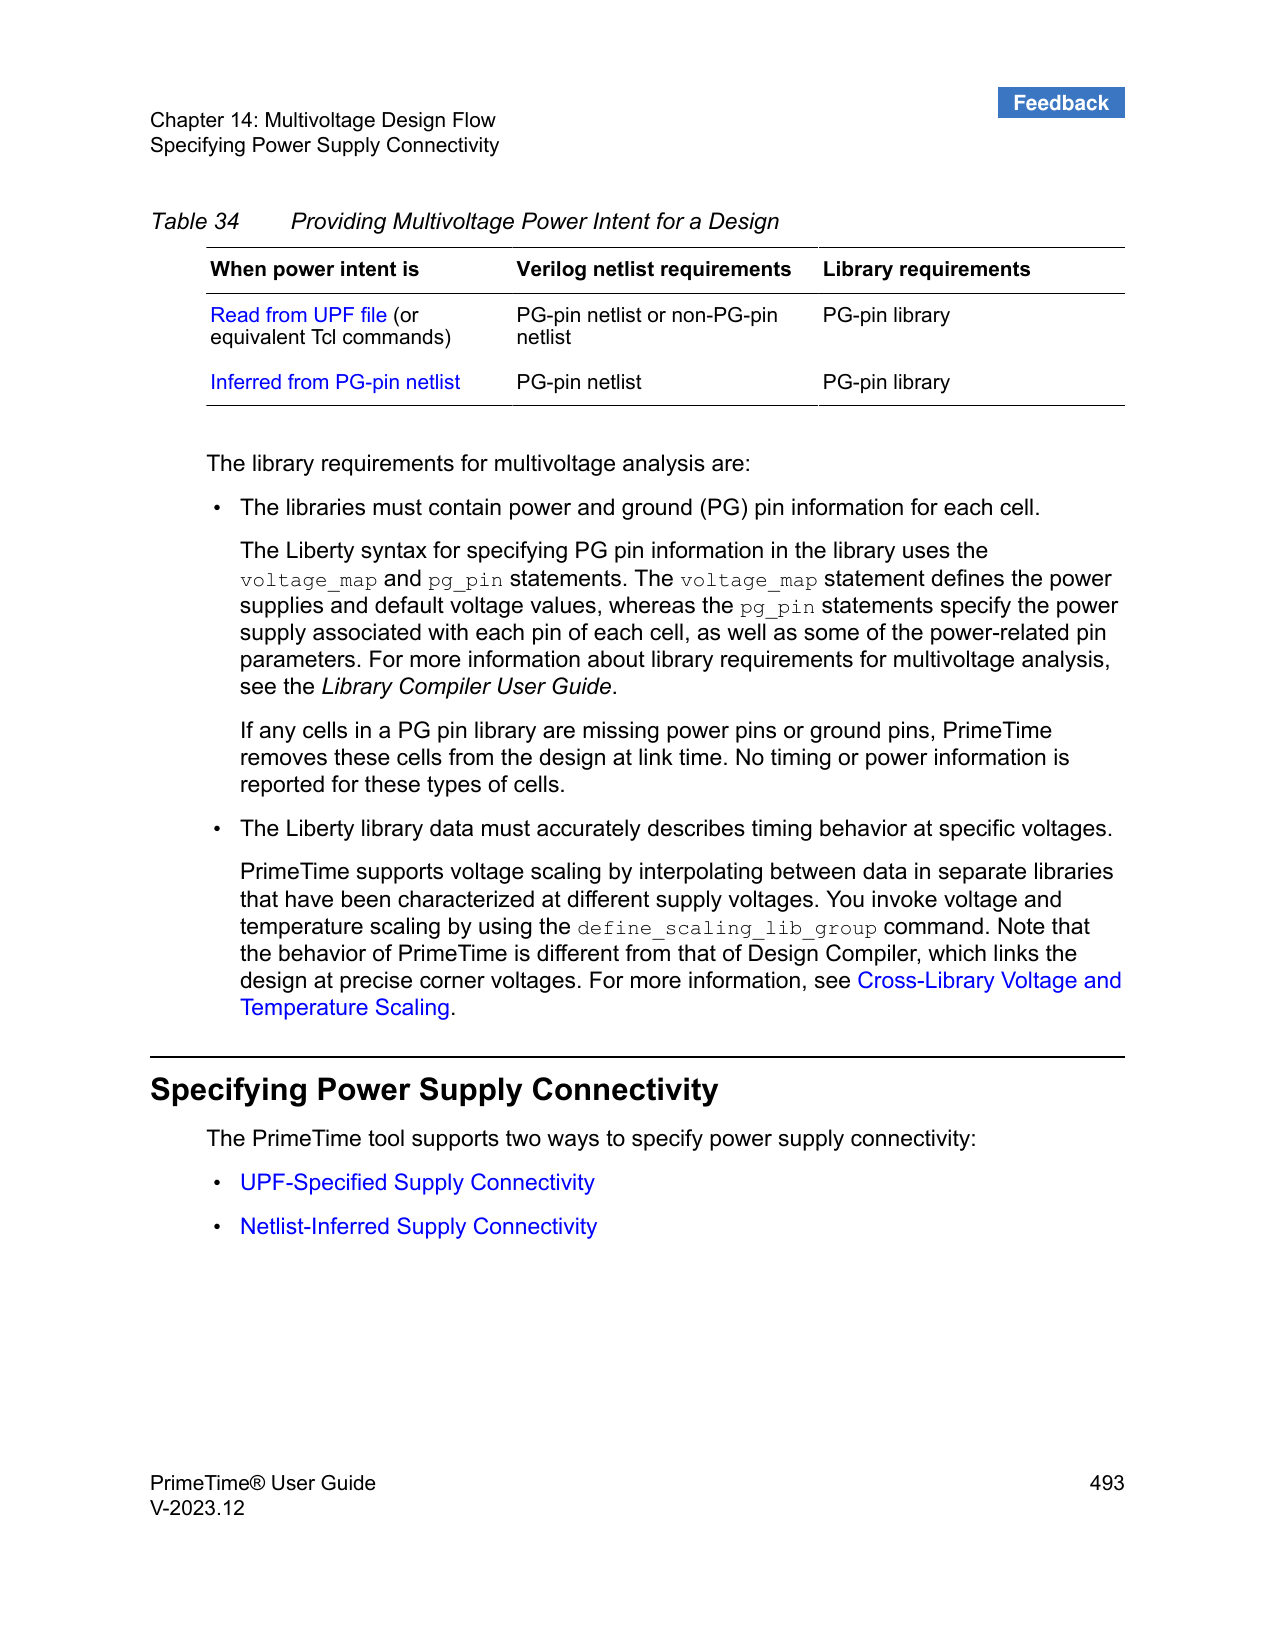 Feedback
Chapter 14: Multivoltage Design Flow
Specifying Power Supply Connectivity
Table 34 Providing Multivoltage Power Intent for a Design
When power intent is Verilog netlist requirements Library requirements
Read from UPF file (or PG-pin netlist or non-PG-pin PG-pin library
equivalent Tcl commands) netlist
Inferred from PG-pin netlist PG-pin netlist PG-pin library
The library requirements for multivoltage analysis are:
• The libraries must contain power and ground (PG) pin information for each cell.
The Liberty syntax for specifying PG pin information in the library uses the
voltage_map and pg_pin statements. The voltage_map statement defines the power
supplies and default voltage values, whereas the pg_pin statements specify the power
supply associated with each pin of each cell, as well as some of the power-related pin
parameters. For more information about library requirements for multivoltage analysis,
see the Library Compiler User Guide.
If any cells in a PG pin library are missing power pins or ground pins, PrimeTime
removes these cells from the design at link time. No timing or power information is
reported for these types of cells.
• The Liberty library data must accurately describes timing behavior at specific voltages.
PrimeTime supports voltage scaling by interpolating between data in separate libraries
that have been characterized at different supply voltages. You invoke voltage and
temperature scaling by using the define_scaling_lib_group command. Note that
the behavior of PrimeTime is different from that of Design Compiler, which links the
design at precise corner voltages. For more information, see Cross-Library Voltage and
Temperature Scaling.
Specifying Power Supply Connectivity
The PrimeTime tool supports two ways to specify power supply connectivity:
• UPF-Specified Supply Connectivity
• Netlist-Inferred Supply Connectivity
PrimeTime® User Guide 493
V-2023.12